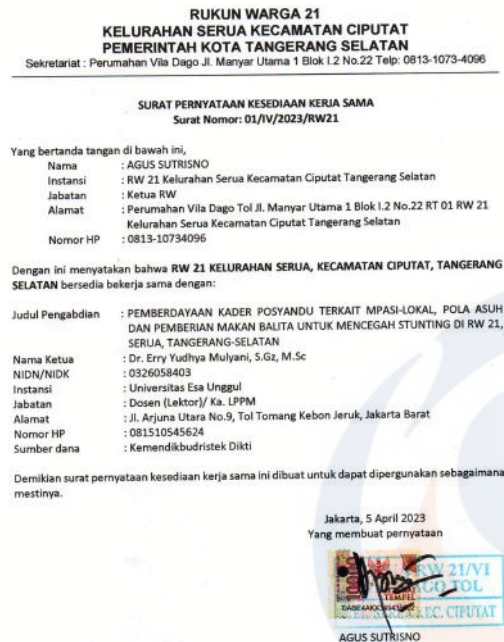 RUKUN WARGA 21
KELURAHAN SERUA KECAMATAN CIPUTAT
PEMERINTAH KOTA TANGERANG SELATAN
Sekretariat : Perumahan Vila Dago Jl. Manyar Utama 1 Blok I.2 No.22 Telp: 0813-1073-4096
SURAT PERNYATAAN KESEDIAAN KERJA SAMA
Surat Nomor: 01/IV/2023/RW21
Yang bertanda tangan di bawah ini,
Nama : AGUS SUTRISNO
Instansi : RW 21 Kelurahan Serua Kecamatan Ciputat Tangerang Selatan
Jabatan : Ketua RW
Alamat : Perumahan Vila Dago Tol Jl. Manyar Utama 1 Blok I.2 No.22 RT 01 RW 21
Kelurahan Serua Kecamatan Ciputat Tangerang Selatan
Nomor HP : 0813-10734096
Dengan ini menyatakan bahwa RW 21 KELURAHAN SERUA, KECAMATAN CIPUTAT, TANGERANG
SELATAN bersedia bekerja sama dengan:
Judul Pengabdian : PEMBERDAYAAN KADER POSYANDU TERKAIT MPASI-LOKAL, POLA ASUH
DAN PEMBERIAN MAKAN BALITA UNTUK MENCEGAH STUNTING DI RW 21,
SERUA, TANGERANG-SELATAN
Nama Ketua : Dr. Erry Yudhya Mulyani, S.Gz, M.Sc
NIDN/NIDK : 0326058403
Instansi : Universitas Esa Unggul
Jabatan : Dosen (Lektor)/ Ka. LPPM
Alamat : Jl. Arjuna Utara No.9, Tol Tomang Kebon Jeruk, Jakarta Barat
Nomor HP : 081510545624
Sumber dana : Kemendikbudristek Dikti
Demikian surat pernyataan kesediaan kerja sama ini dibuat untuk dapat dipergunakan sebagaimana
mestinya.
Jakarta, 5 April 2023
Yang membuat pernyataan
RW 21/VI
TOL
TEMPEL
KEC. CIPUTAT
AGUS SUTRISNO